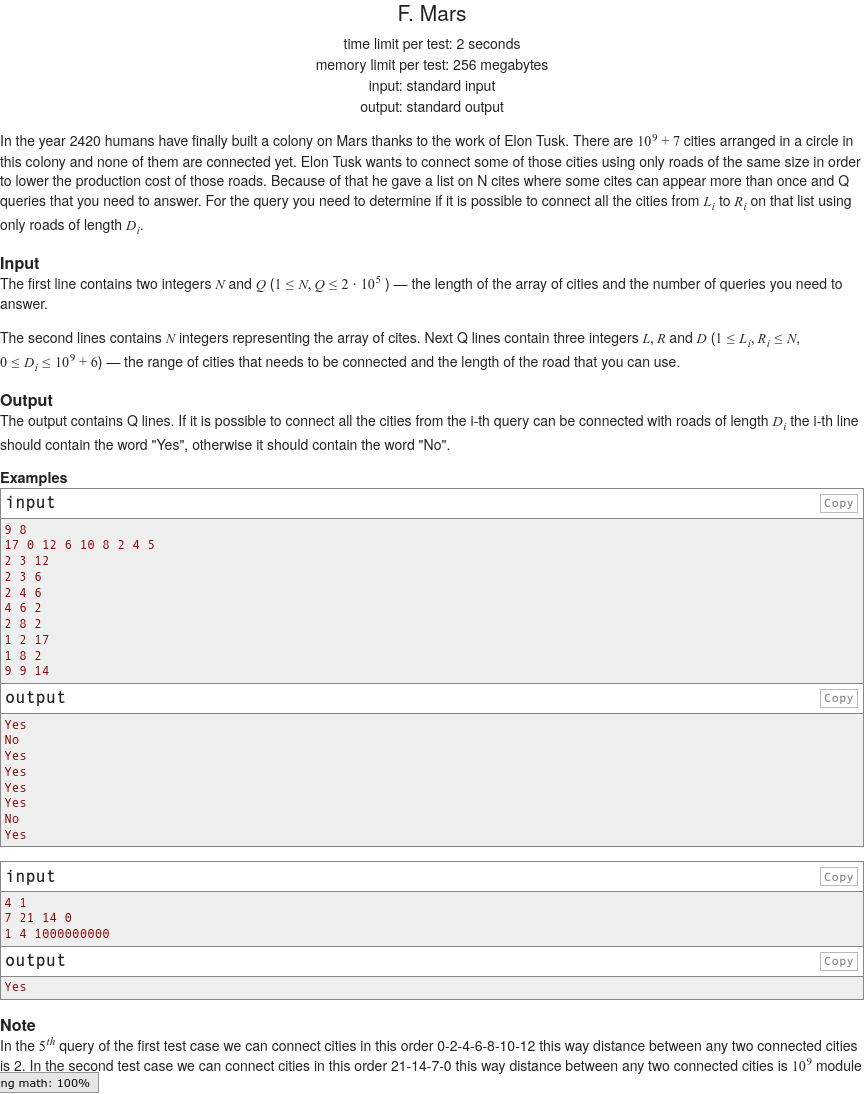 F. Mars
time limit per test: 2 seconds
memory limit per test: 256 megabytes
input: standard input
output: standard output
In the year 2420 humans have finally built a colony on Mars thanks to the work of Elon Tusk. There are 10^9 + 7 cities arranged in a circle in
this colony and none of them are connected yet. Elon Tusk wants to connect some of those cities using only roads of the same size in order
to lower the production cost of those roads. Because of that he gave a list on N cites where some cites can appear more than once and Q
queries that you need to answer. For the query you need to determine if it is possible to connect all the cities from L_i to R_i on that list using
only roads of length D_i.
Input
The first line contains two integers N and Q (1 ≤ N, Q ≤ 2 · 10^5 ) — the length of the array of cities and the number of queries you need to
answer.
The second lines contains N integers representing the array of cites. Next Q lines contain three integers L, R and D (1 ≤ L_i, R_i ≤ N,
0 ≤ D_i ≤ 10^9 + 6) — the range of cities that needs to be connected and the length of the road that you can use.
Output
The output contains Q lines. If it is possible to connect all the cities from the i-th query can be connected with roads of length D_i the i-th line
should contain the word "Yes", otherwise it should contain the word "No".
Examples
input
Copy
9 8
17 0 12 6 10 8 2 4 5
2 3 12
2 3 6
2 4 6
4 6 2
2 8 2
1 2 17
1 8 2
9 9 14
output
Copy
Yes
No
Yes
Yes
Yes
Yes
No
Yes
input
Copy
4 1
7 21 14 0
1 4 1000000000
output
Copy
Yes
Note
In the 5^th query of the first test case we can connect cities in this order 0-2-4-6-8-10-12 this way distance between any two connected cities
is 2. In the second test case we can connect cities in this order 21-14-7-0 this way distance between any two connected cities is 10^9 module
ng math: 100%